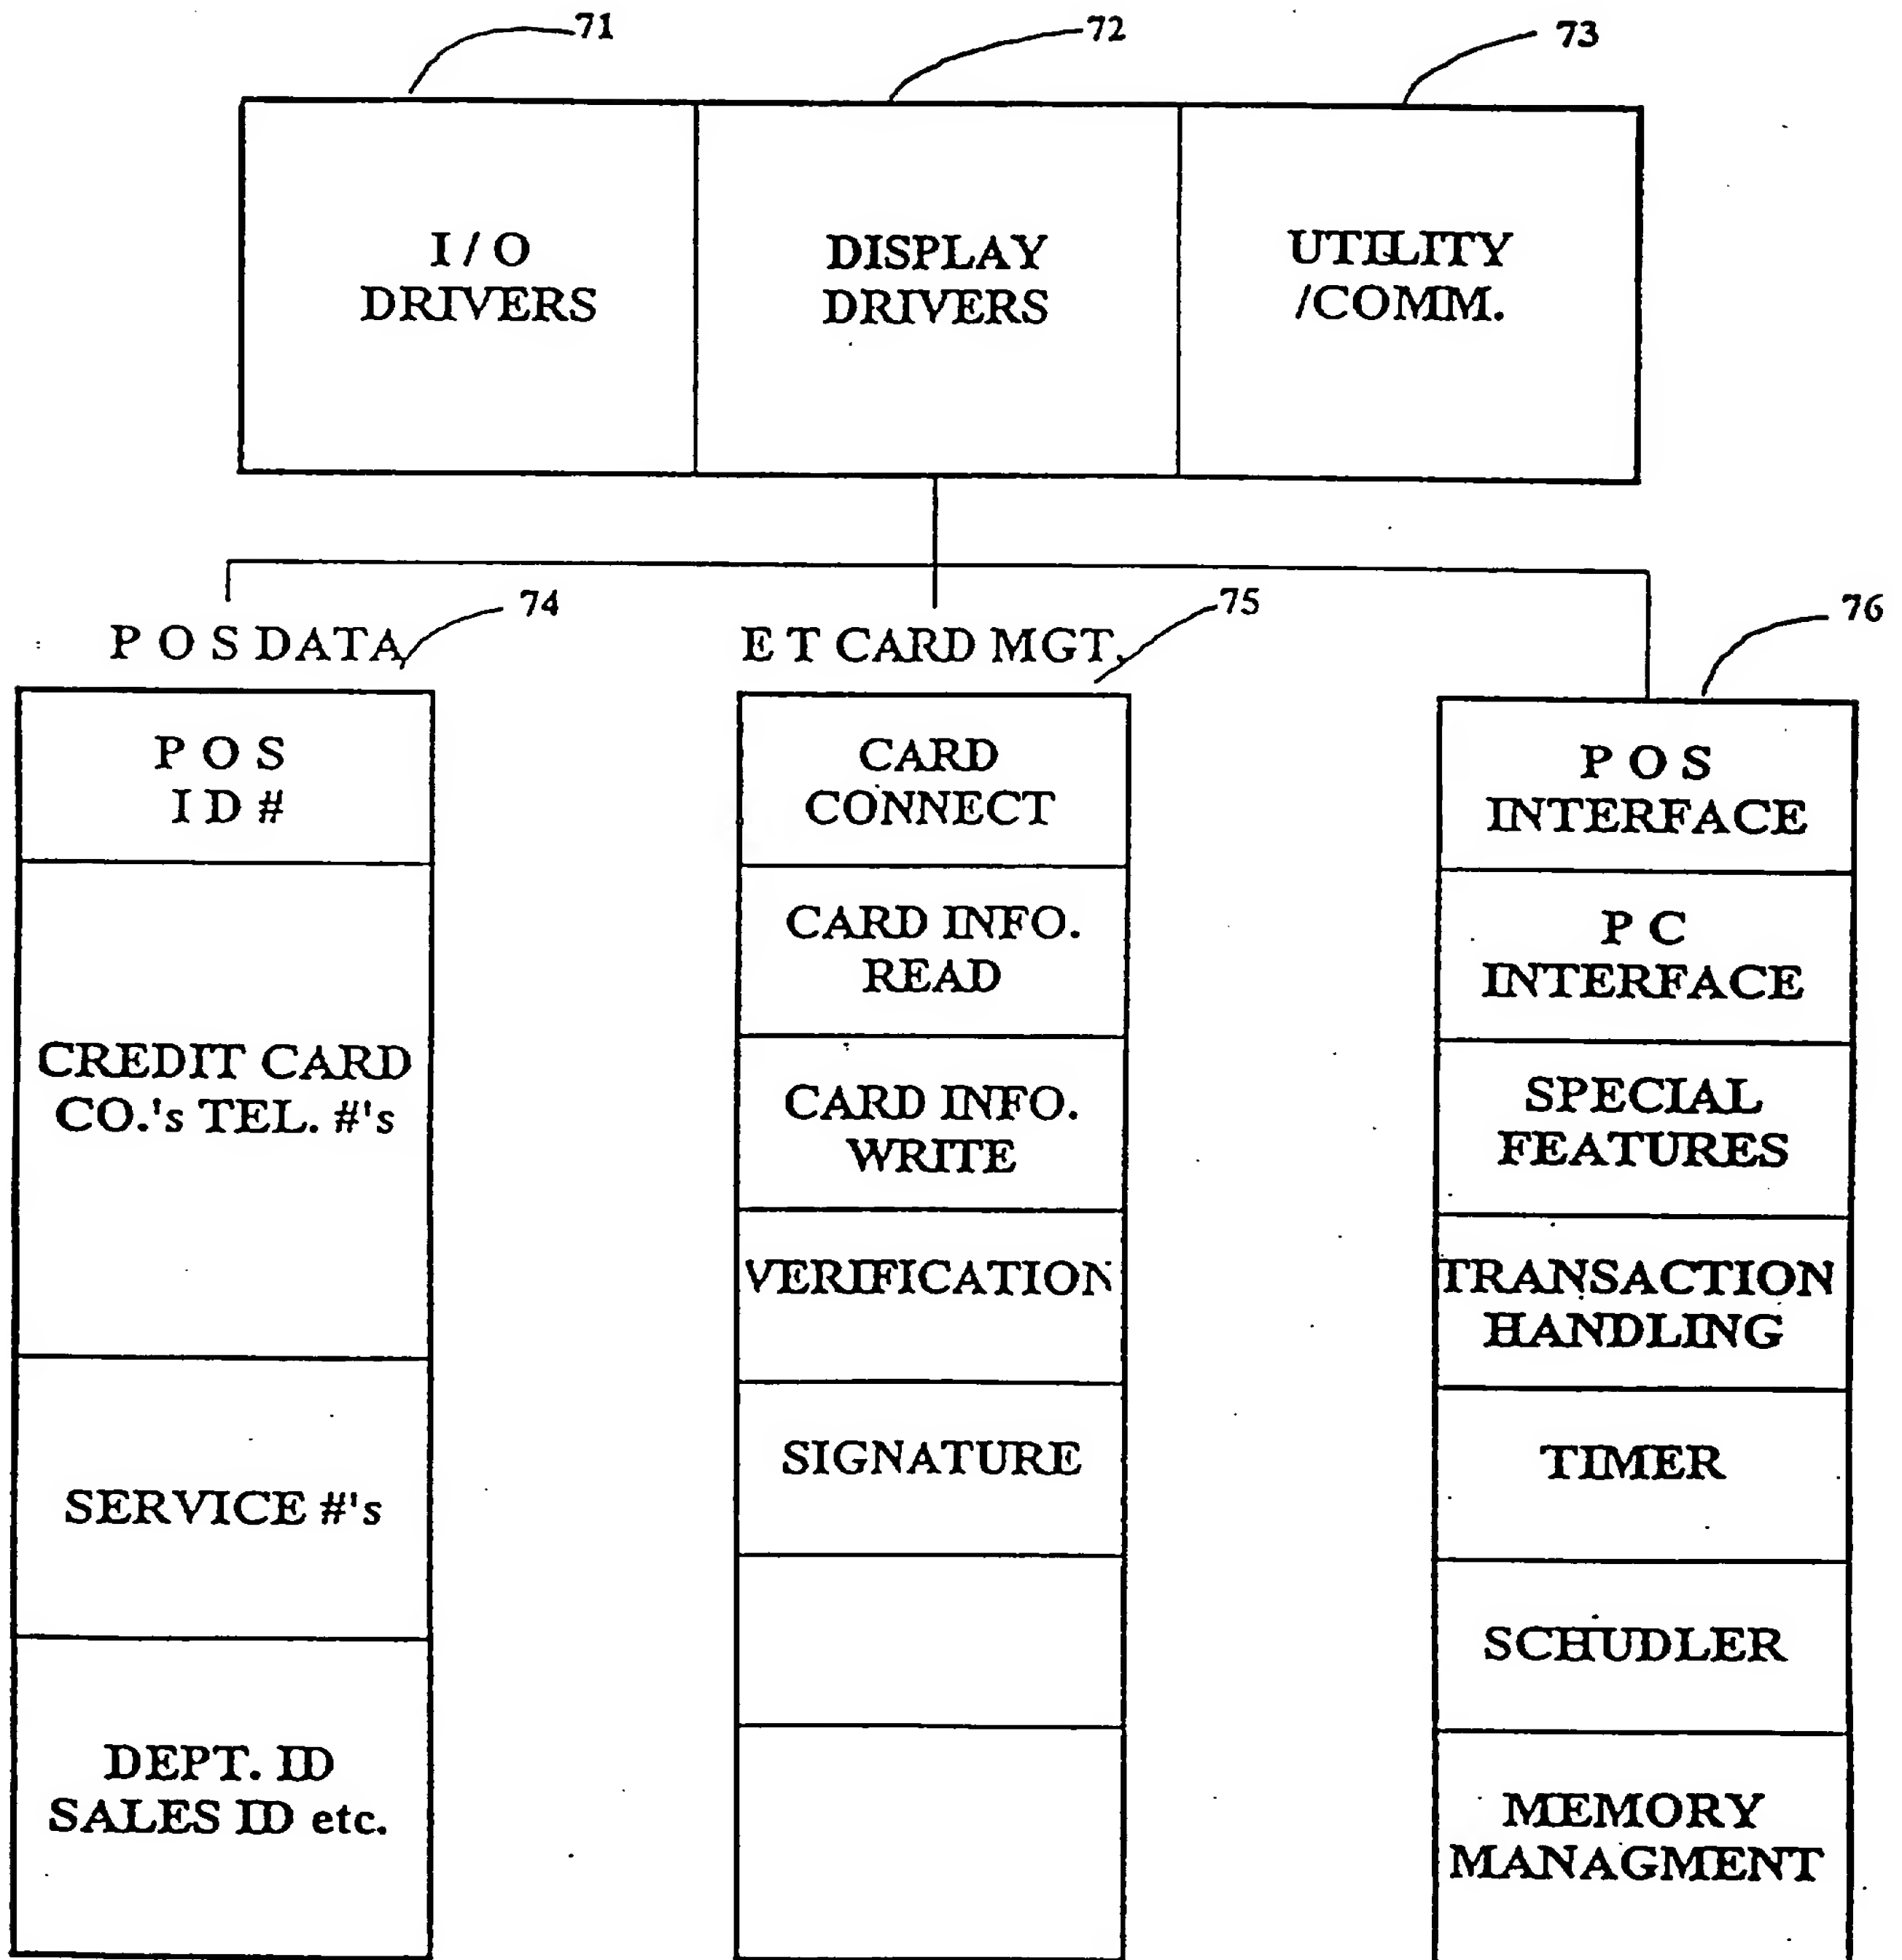 71
72
73
I / O
DRIVERS
DISPLAY
DRIVERS
UTILITY
/COMM.
74
75
76
P O S DATA
E T CARD MGT.
P O S
I D #
CREDIT CARD
CO.'s TEL. #'s
SERVICE #'s
DEPT. ID
SALES ID etc.
CARD
CONNECT
CARD INFO.
READ
CARD INFO.
WRITE
VERIFICATION
SIGNATURE
P O S
INTERFACE
P C
INTERFACE
SPECIAL
FEATURES
TRANSACTION
HANDLING
TIMER
SCHUDLER
MEMORY
MANAGMENT